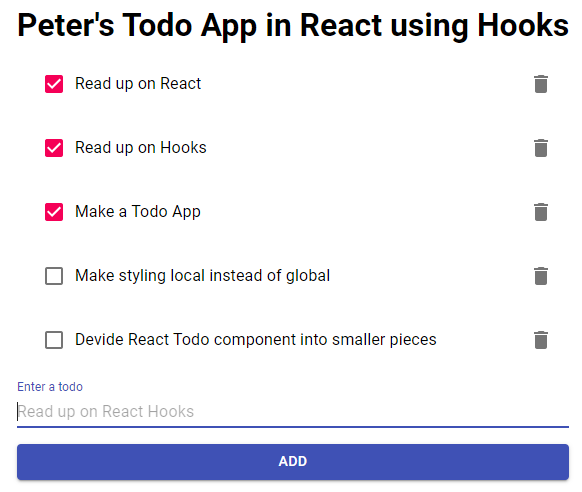 Peter's Todo App in React using Hooks
Read up on React
Read up on Hooks
Make a Todo App
Make styling local instead of global
Devide React Todo component into smaller pieces
Enter a todo
Read up on React Hooks
ADD